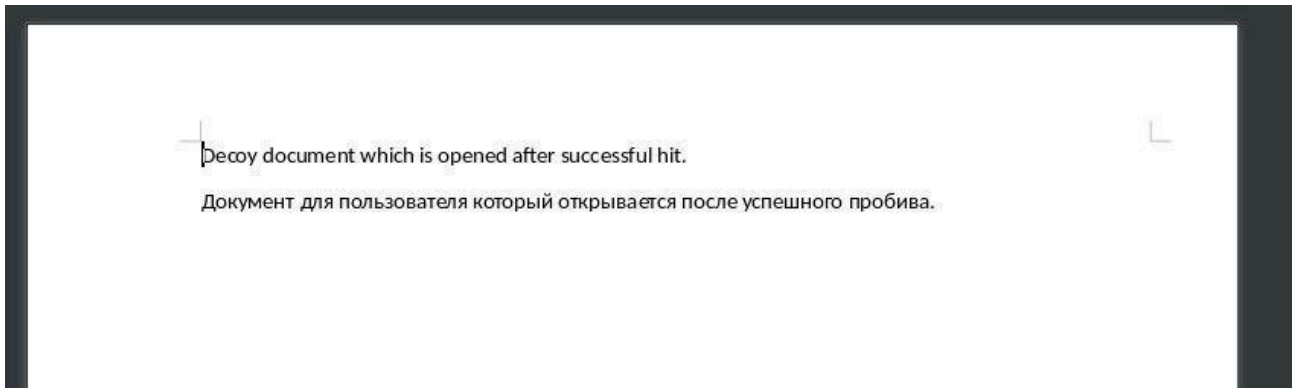 Decoy document which is opened after successful hit.
Документ для пользователя который открывается после успешного пробива.